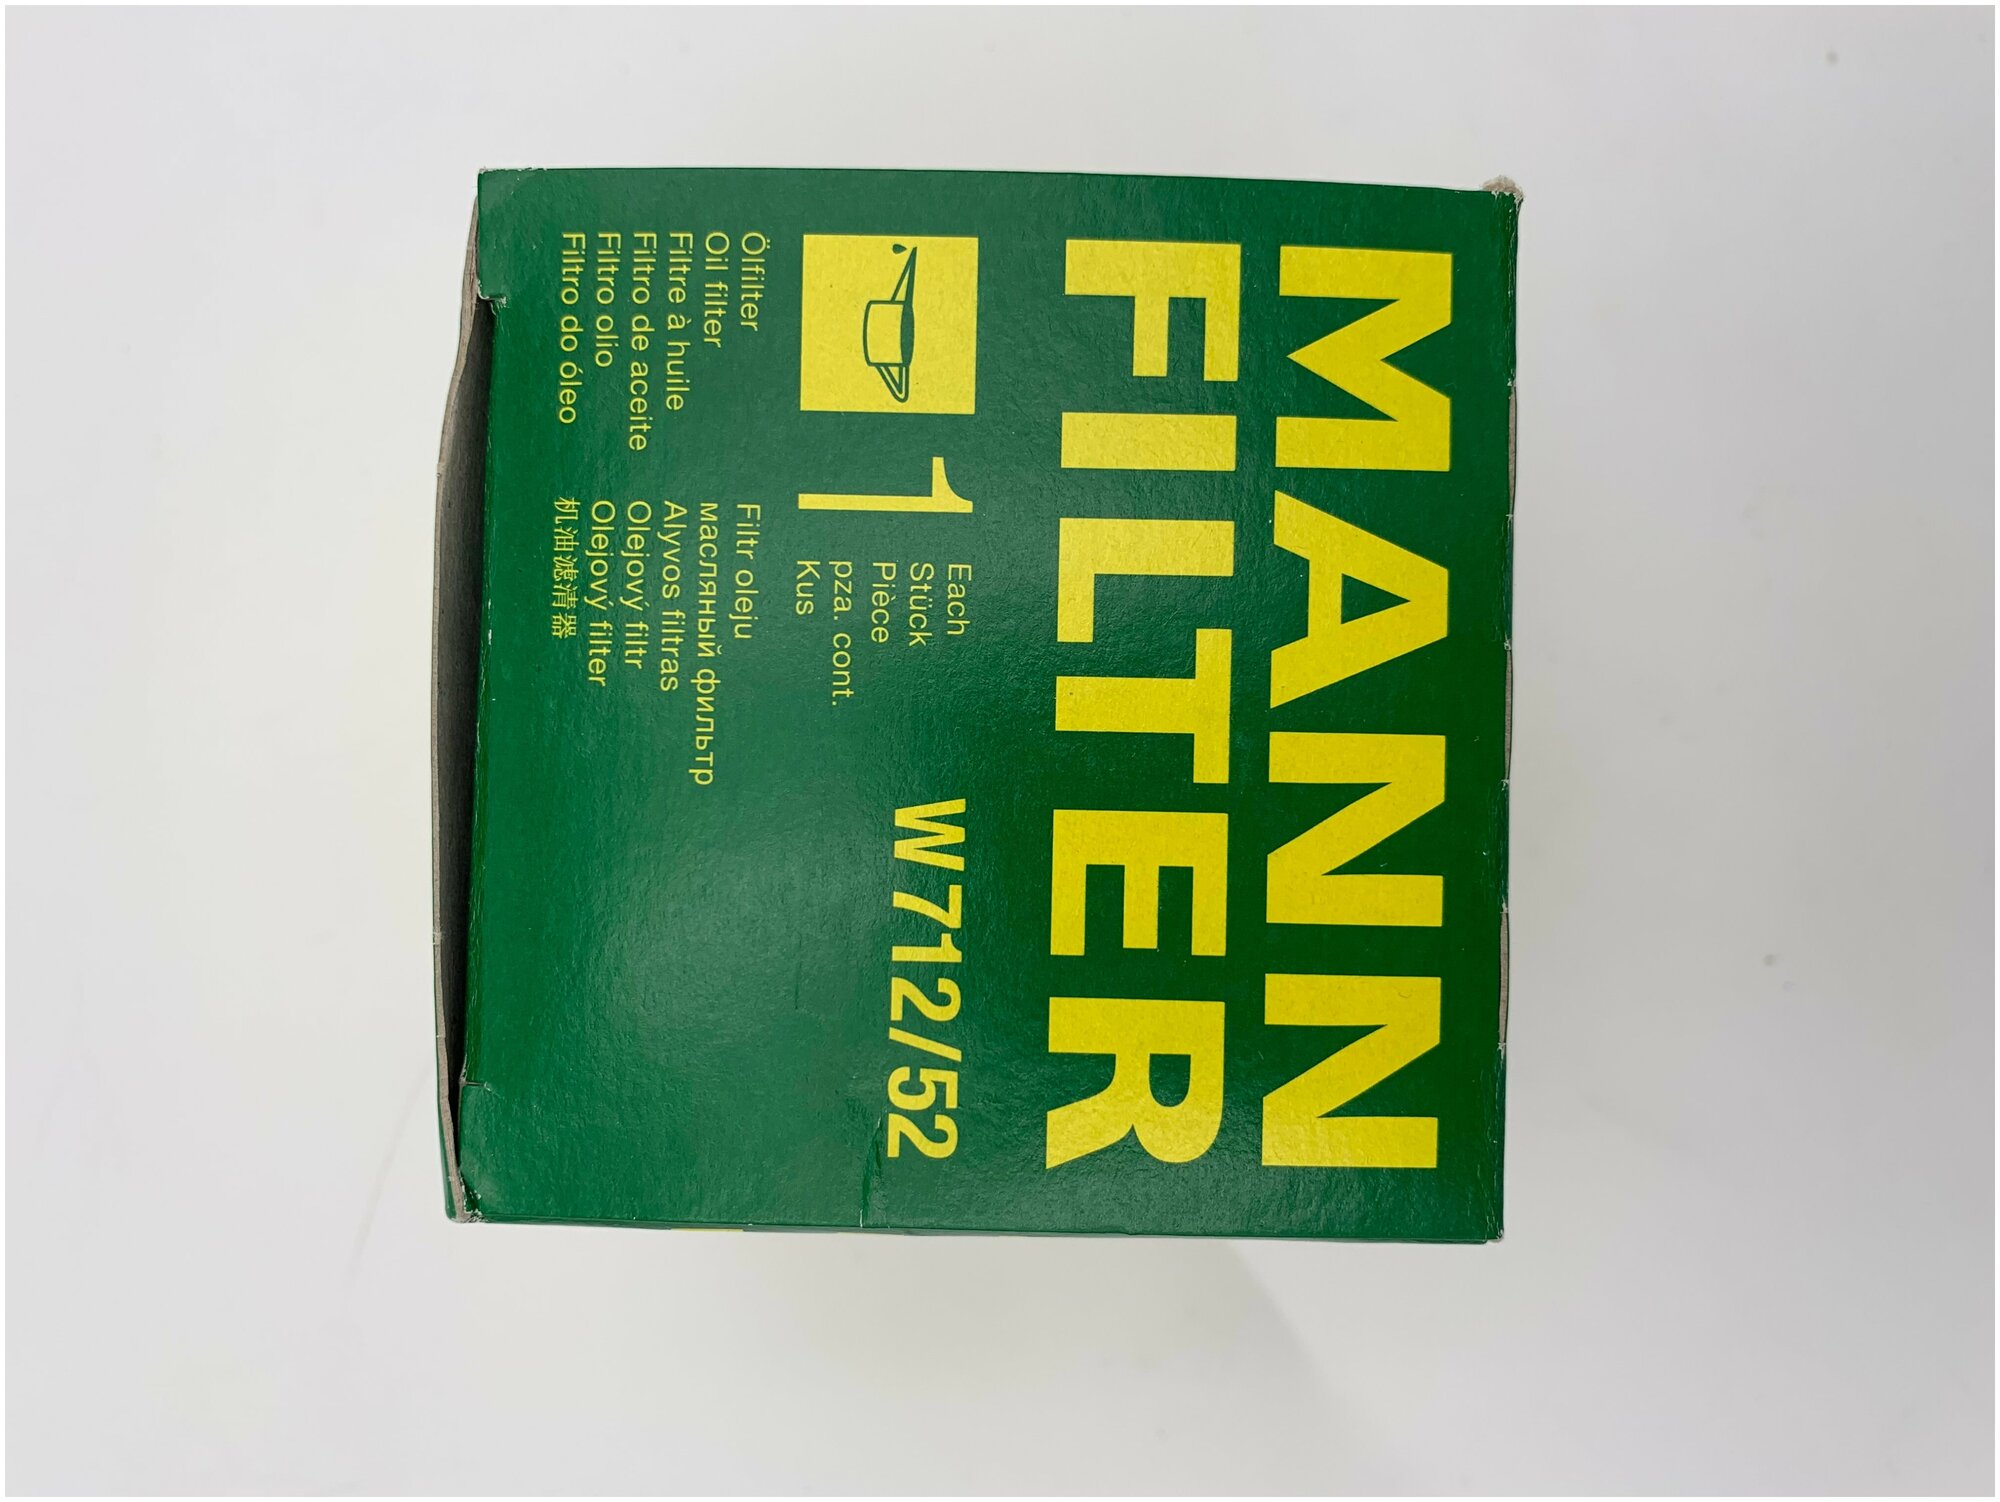 MANN
FILTER
1
Each
Stück
Pièce
pza. cont.
Kus
W 712/52
Ölfilter
Oil filter
Filtre à huile
Filtro de aceite
Filtro olio
Filtro do óleo
Filtr oleju
масляный фильтр
Alyvos filtras
Olejový filtr
Olejový filter
机油滤清器